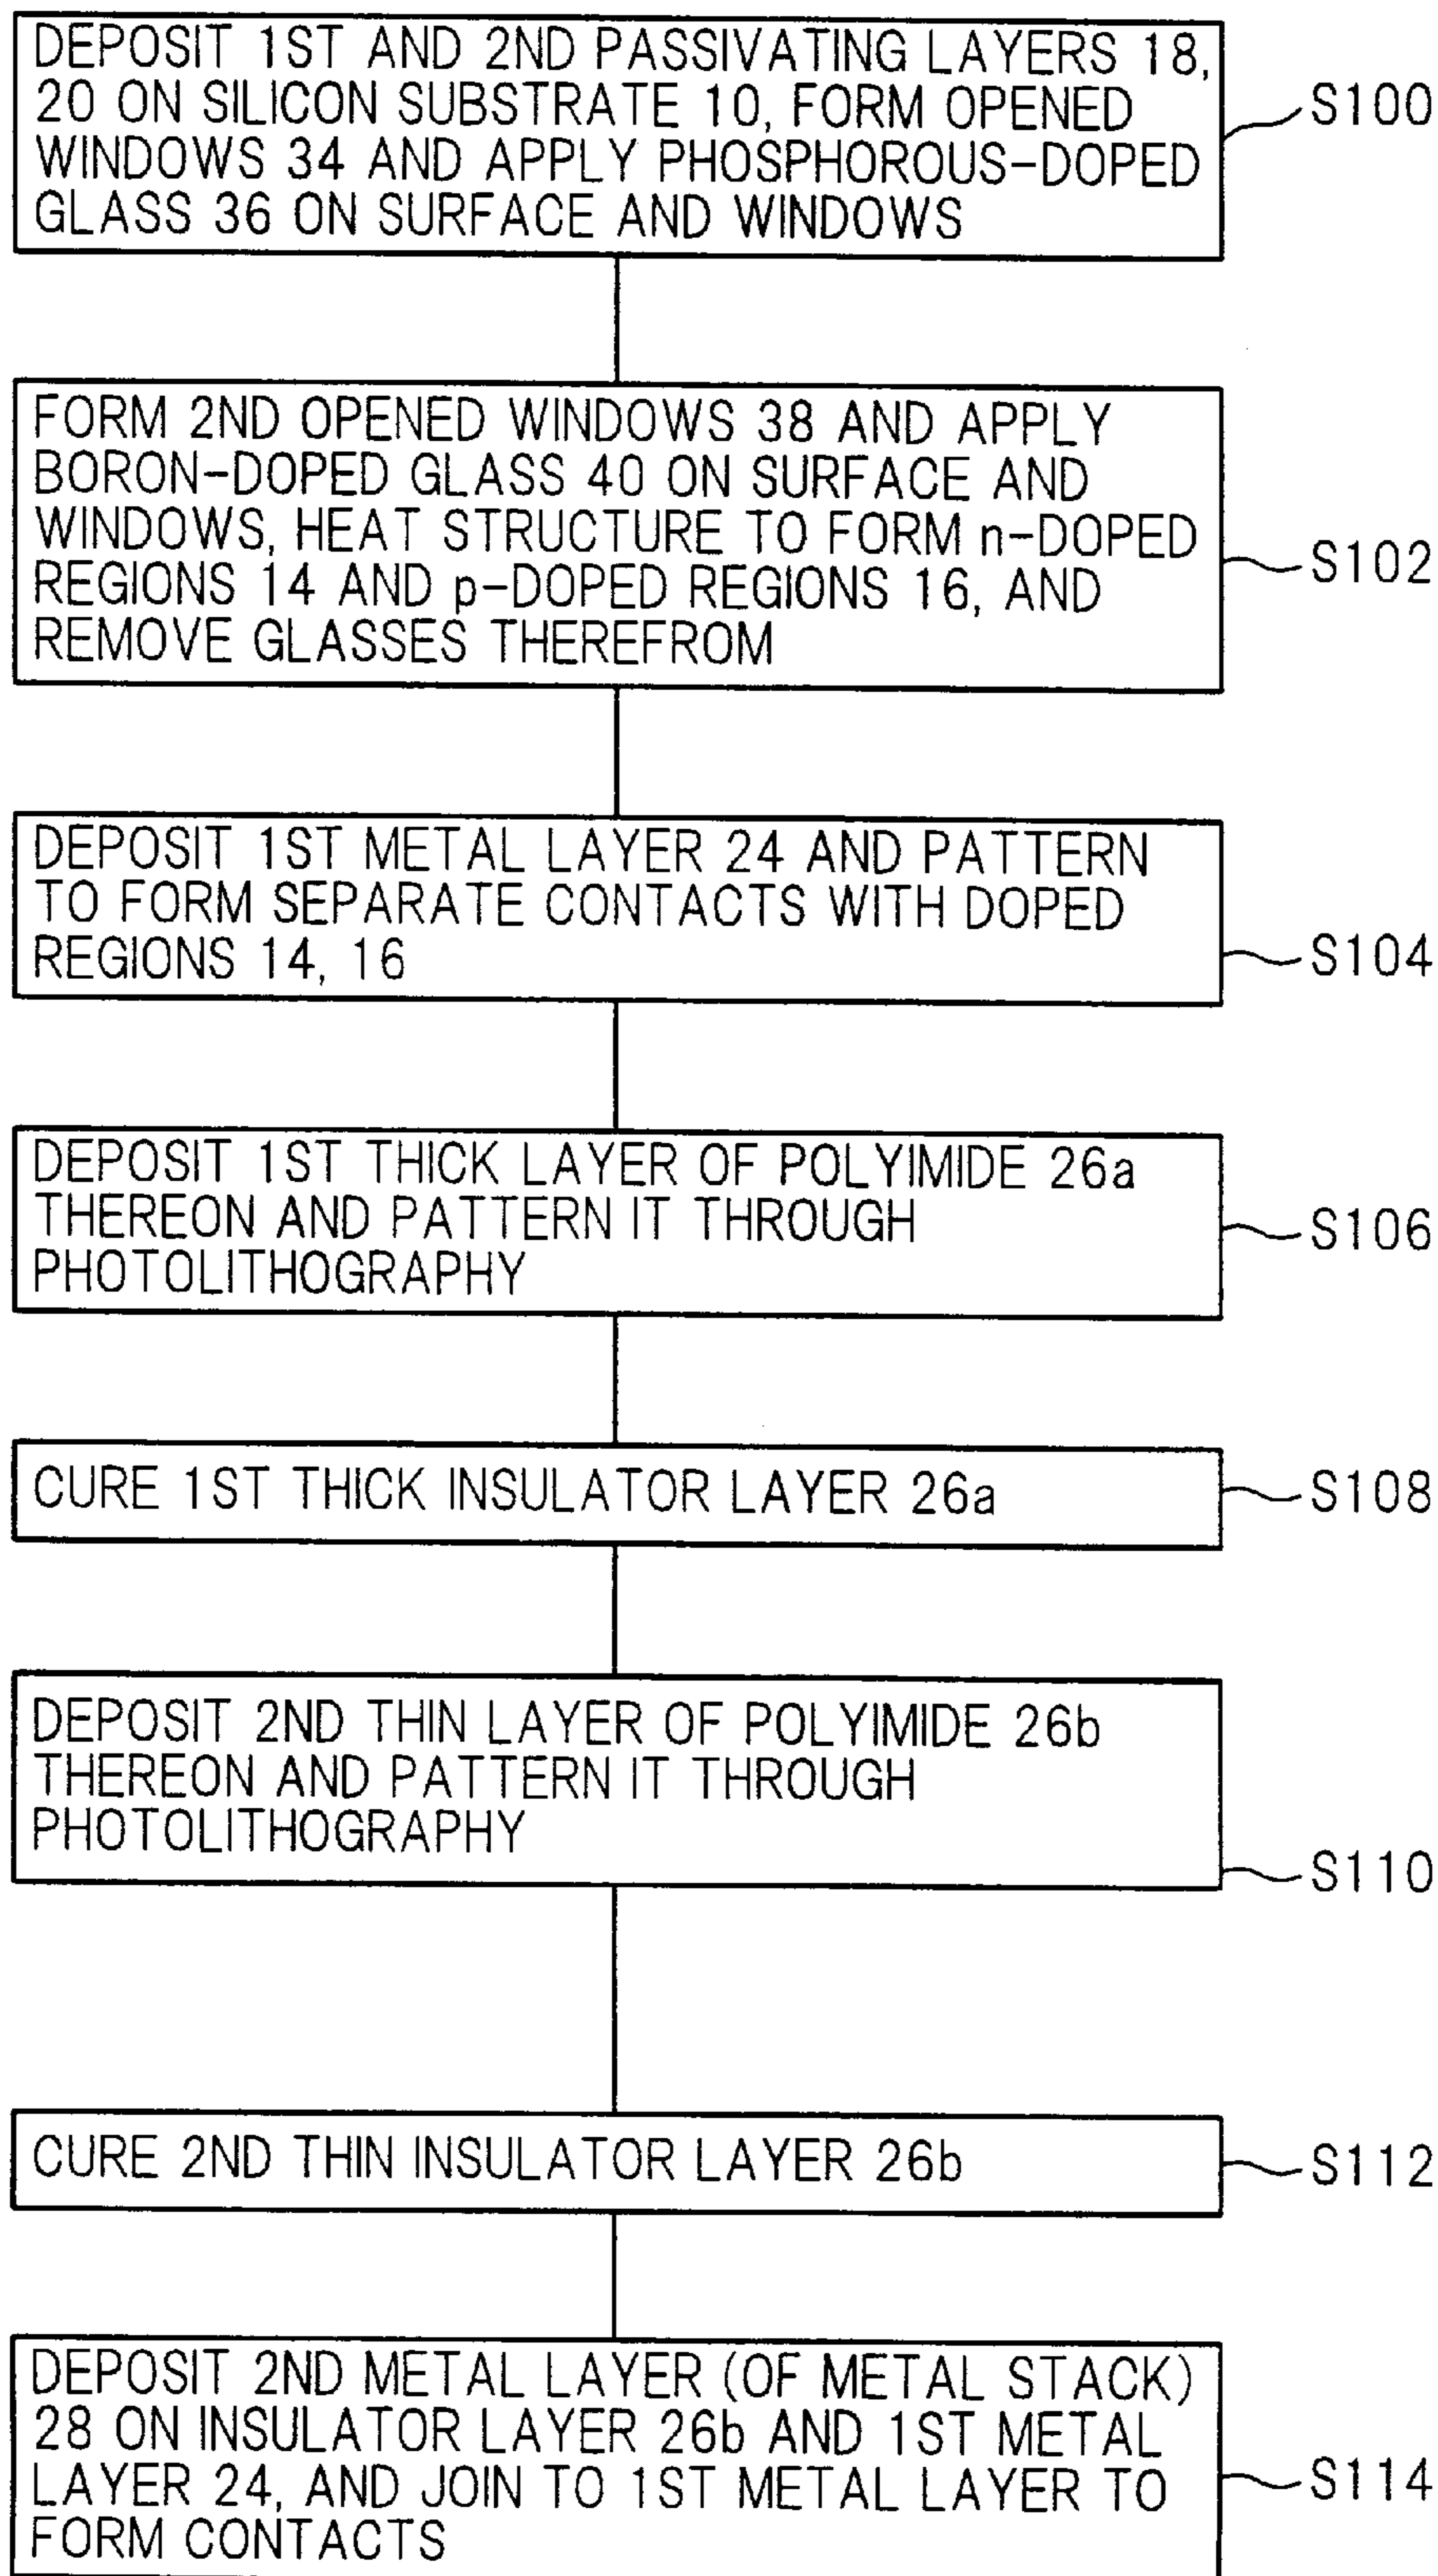 DEPOSIT 1ST AND 2ND PASSIVATING LAYERS 18,
20 ON SILICON SUBSTRATE 10, FORM OPENED
WINDOWS 34 AND APPLY PHOSPHOROUS-DOPED
GLASS 36 ON SURFACE AND WINDOWS
S100
FORM 2ND OPENED WINDOWS 38 AND APPLY
BORON-DOPED GLASS 40 ON SURFACE AND
WINDOWS, HEAT STRUCTURE TO FORM n-DOPED
REGIONS 14 AND p-DOPED REGIONS 16, AND
REMOVE GLASSES THEREFROM
S102
DEPOSIT 1ST METAL LAYER 24 AND PATTERN
TO FORM SEPARATE CONTACTS WITH DOPED
REGIONS 14, 16
S104
DEPOSIT 1ST THICK LAYER OF POLYIMIDE 26a
THEREON AND PATTERN IT THROUGH
PHOTOLITHOGRAPHY
S106
CURE 1ST THICK INSULATOR LAYER 26a
S108
DEPOSIT 2ND THIN LAYER OF POLYIMIDE 26b
THEREON AND PATTERN IT THROUGH
PHOTOLITHOGRAPHY
S110
CURE 2ND THIN INSULATOR LAYER 26b
S112
DEPOSIT 2ND METAL LAYER (OF METAL STACK)
28 ON INSULATOR LAYER 26b AND 1ST METAL
LAYER 24, AND JOIN TO 1ST METAL LAYER TO
FORM CONTACTS
S114